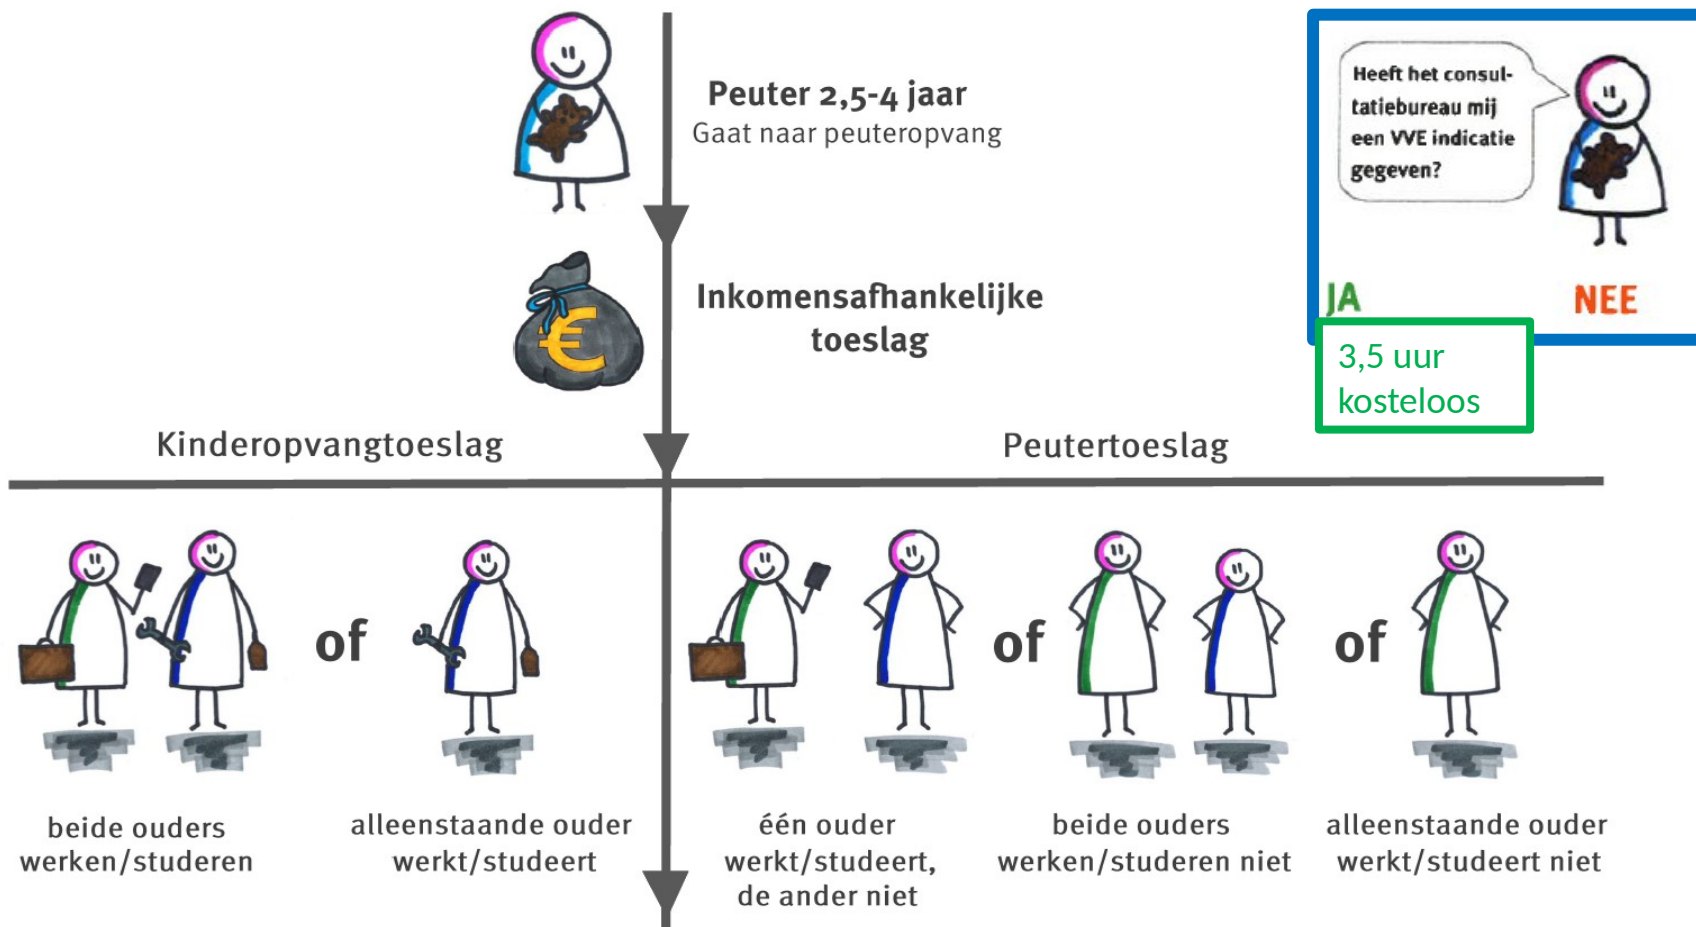 Peuter 2,5-4 jaar
Gaat naar peuteropvang
Heeft het consul-
tatiebureau mij
een VVE indicatie
gegeven?
JA
NEE
3,5 uur
kosteloos
Inkomensafhankelijke
toeslag
€
Kinderopvangtoeslag
Peutertoeslag
of
of
of
beide ouders
werken/studeren
alleenstaande ouder
werkt/studeert
één ouder
werkt/studeert,
de ander niet
beide ouders
werken/studeren niet
alleenstaande ouder
werkt/studeert niet